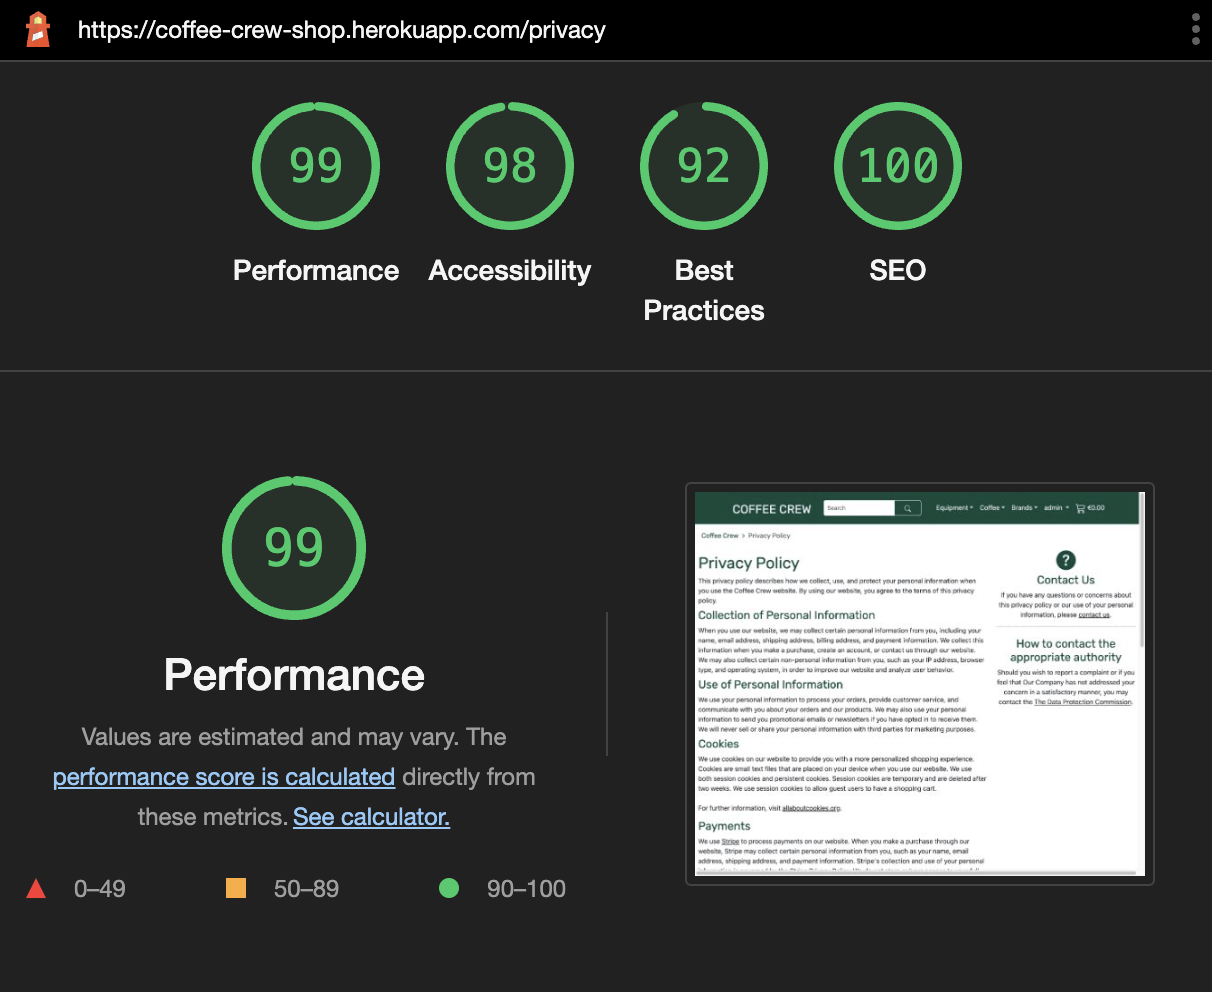 https://coffee-crew-shop.herokuapp.com/privacy
99
98
92
100
Performance
Accessibility
Best
Practices
SEO
99
Performance
Values are estimated and may vary. The
performance score is calculated directly from
these metrics. See calculator.
0–49
50–89
90–100
COFFEE CREW
Search
Equipment
Coffee
Brands
admin
€0.00
Coffee Crew > Privacy Policy
Privacy Policy
This privacy policy describes how we collect, use, and protect your personal information when
you use the Coffee Crew website. By using our website, you agree to the terms of this privacy
policy.
Collection of Personal Information
When you use our website, we may collect certain personal information from you, including your
name, email address, shipping address, billing address, and payment information. We collect this
information when you make a purchase, create an account, or contact us through our website.
We may also collect certain non-personal information from you, such as your IP address, browser
type, and operating system, in order to improve our website and analyze user behavior.
Use of Personal Information
We use your personal information to process your orders, provide customer service, and
communicate with you about your orders and our products. We may also use your personal
information to send you promotional emails or newsletters if you have opted in to receive them.
We will never sell or share your personal information with third parties for marketing purposes.
Cookies
We use cookies on our website to provide you with a more personalized shopping experience.
Cookies are small text files that are placed on your device when you use our website. We use
both session cookies and persistent cookies. Session cookies are temporary and are deleted after
two weeks. We use session cookies to allow guest users to have a shopping cart.
For further information, visit allaboutcookies.org.
Payments
We use Stripe to process payments on our website. When you make a purchase through our
website, Stripe may collect certain personal information from you, such as your name, email
address, shipping address, and payment information. Stripe's collection and use of your personal
?
Contact Us
If you have any questions or concerns about
this privacy policy or our use of your personal
information, please contact us.
How to contact the
appropriate authority
Should you wish to report a complaint or if you
feel that Our Company has not addressed your
concern in a satisfactory manner, you may
contact the The Data Protection Commission.